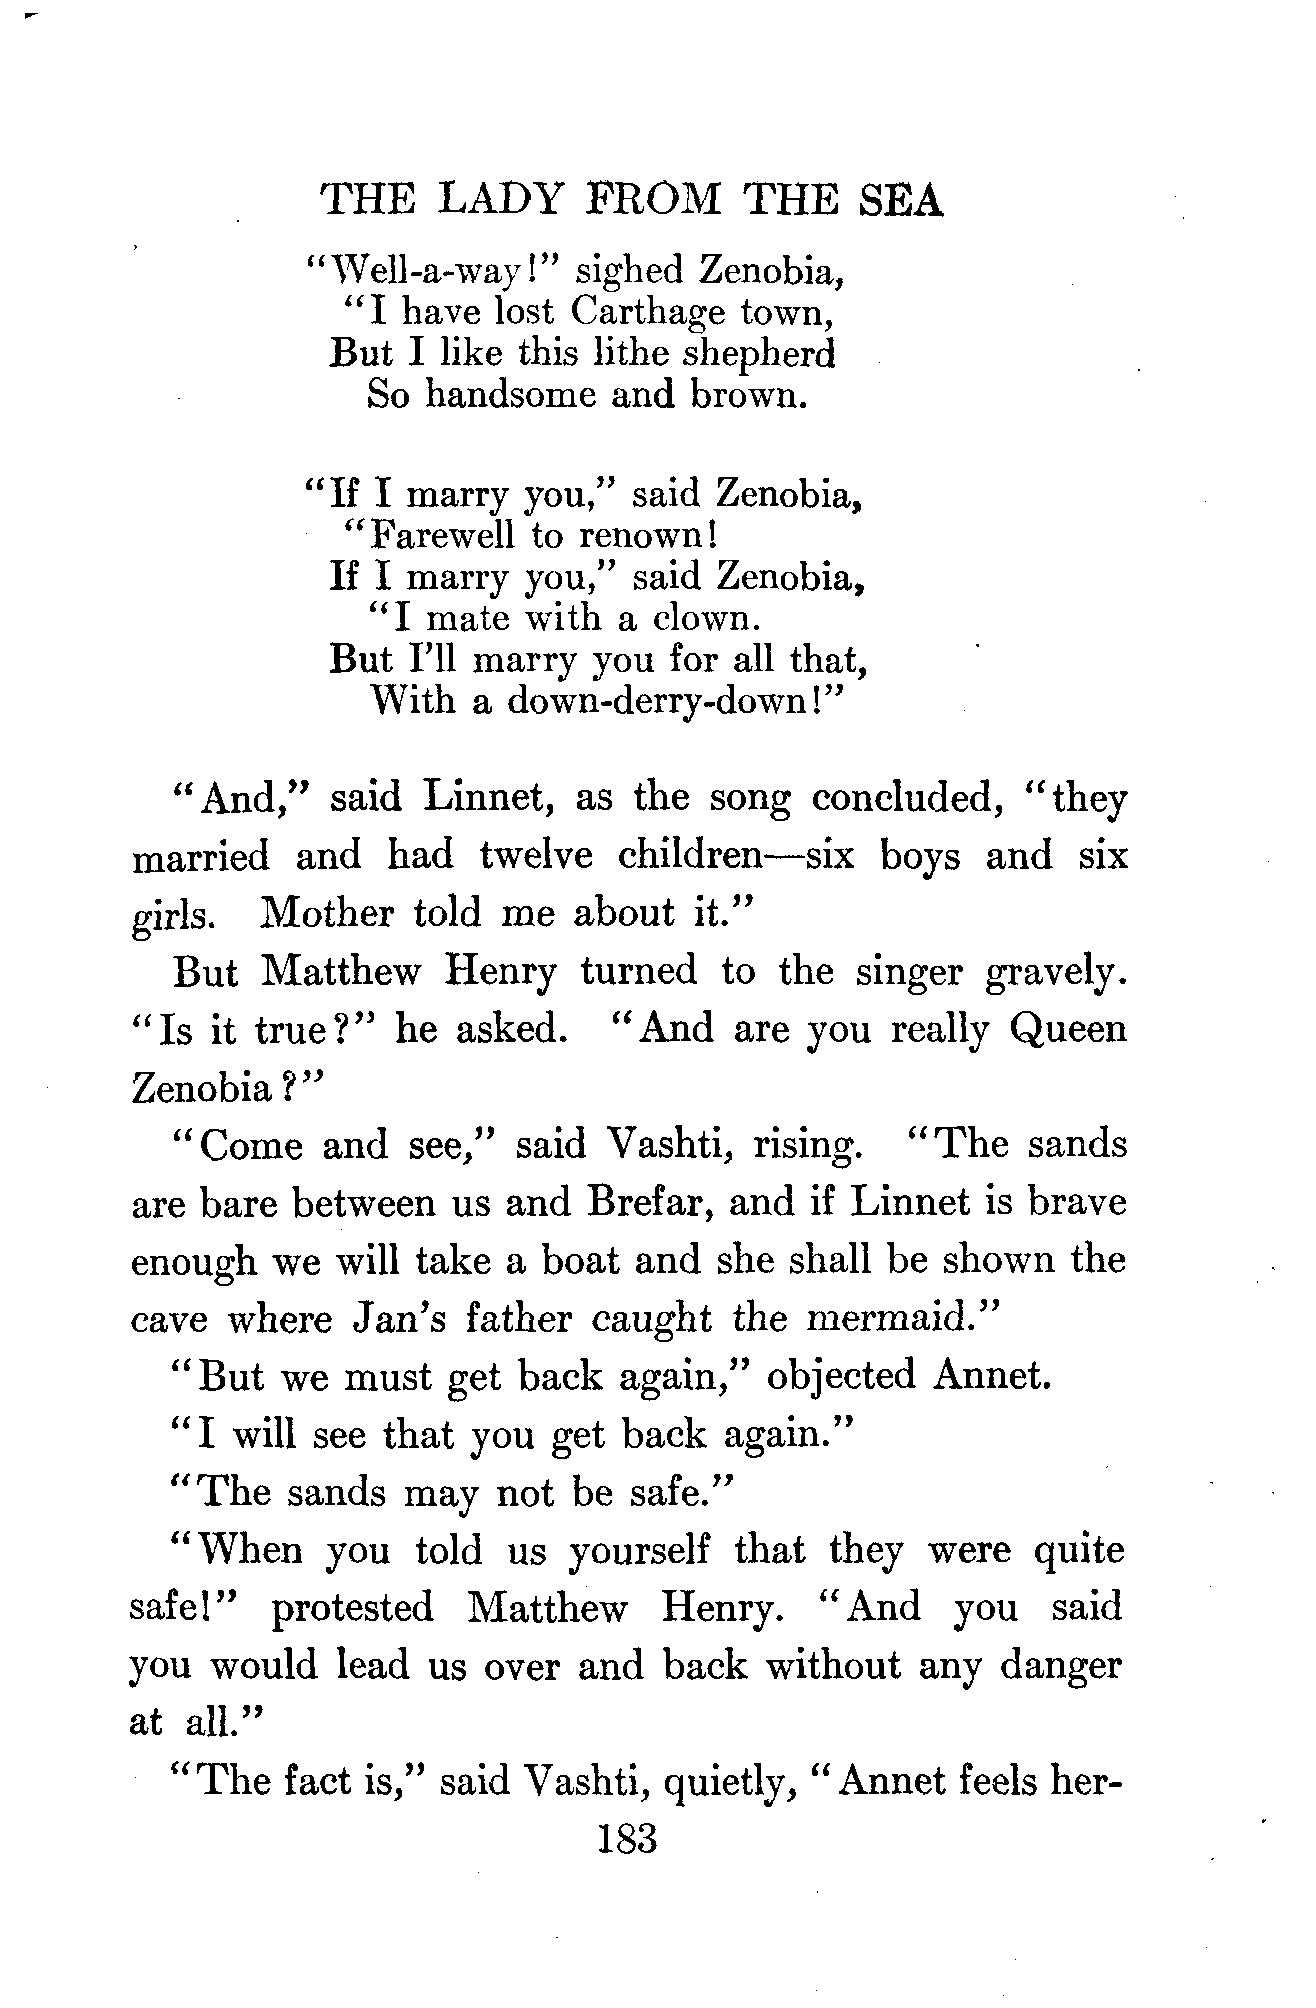 THE LADY FROM THE SEA
"Well-a-way!" sighed Zenobia,
"I have lost Carthage town,
But I like this lithe shepherd
So handsome and brown.
"If I marry you," said Zenobia,
"Farewell to renown!
If I marry you," said Zenobia,
"I mate with a clown.
But I'll marry you for all that,
With a down-derry-down!"
"And," said Linnet, as the song concluded, "they
married and had twelve children—six boys and six
girls. Mother told me about it."
But Matthew Henry turned to the singer gravely.
"Is it true?" he asked. "And are you really Queen
Zenobia?"
"Come and see," said Vashti, rising. "The sands
are bare between us and Brefar, and if Linnet is brave
enough we will take a boat and she shall be shown the
cave where Jan's father caught the mermaid."
"But we must get back again," objected Annet.
"I will see that you get back again."
"The sands may not be safe."
"When you told us yourself that they were quite
safe!" protested Matthew Henry. "And you said
you would lead us over and back without any danger
at all."
"The fact is," said Vashti, quietly, "Annet feels her-
183